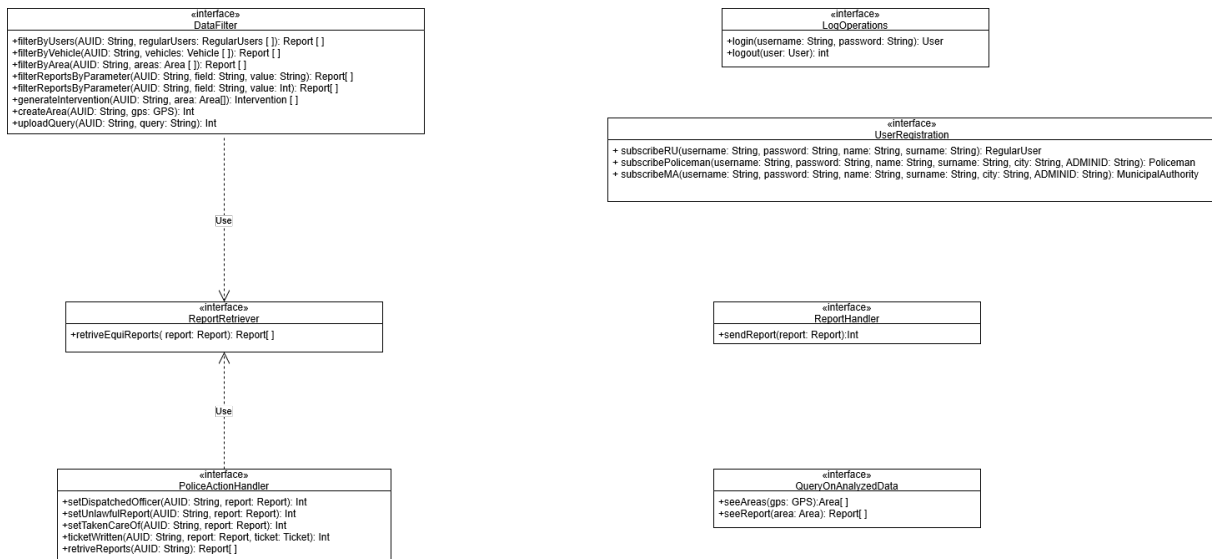 «interface»
DataFilter
+filterByUsers(AUID: String, regularUsers: RegularUsers [ ]): Report [ ]
+filterByVehicle(AUID: String, vehicles: Vehicle [ ]): Report [ ]
+filterByArea(AUID: String, areas: Area [ ]): Report [ ]
+filterReportsByParameter(AUID: String, field: String, value: String): Report[ ]
+filterReportsByParameter(AUID: String, field: String, value: Int): Report[ ]
+generateIntervention(AUID: String, area: Area[]): Intervention [ ]
+createArea(AUID: String, gps: GPS): Int
+uploadQuery(AUID: String, query: String): Int
Use
«interface»
ReportRetriever
+retriveEquiReports( report: Report): Report[ ]
Use
«interface»
PoliceActionHandler
+setDispatchedOfficer(AUID: String, report: Report): Int
+setUnlawfulReport(AUID: String, report: Report): Int
+setTakenCareOf(AUID: String, report: Report): Int
+ticketWritten(AUID: String, report: Report, ticket: Ticket): Int
+retriveReports(AUID: String): Report[ ]
«interface»
LogOperations
+login(username: String, password: String): User
+logout(user: User): int
«interface»
UserRegistration
+ subscribeRU(username: String, password: String, name: String, surname: String): RegularUser
+ subscribePoliceman(username: String, password: String, name: String, surname: String, city: String, ADMINID: String): Policeman
+ subscribeMA(username: String, password: String, name: String, surname: String, city: String, ADMINID: String): MunicipalAuthority
«interface»
ReportHandler
+sendReport(report: Report):Int
«interface»
QueryOnAnalyzedData
+seeAreas(gps: GPS):Area[ ]
+seeReport(area: Area): Report[ ]